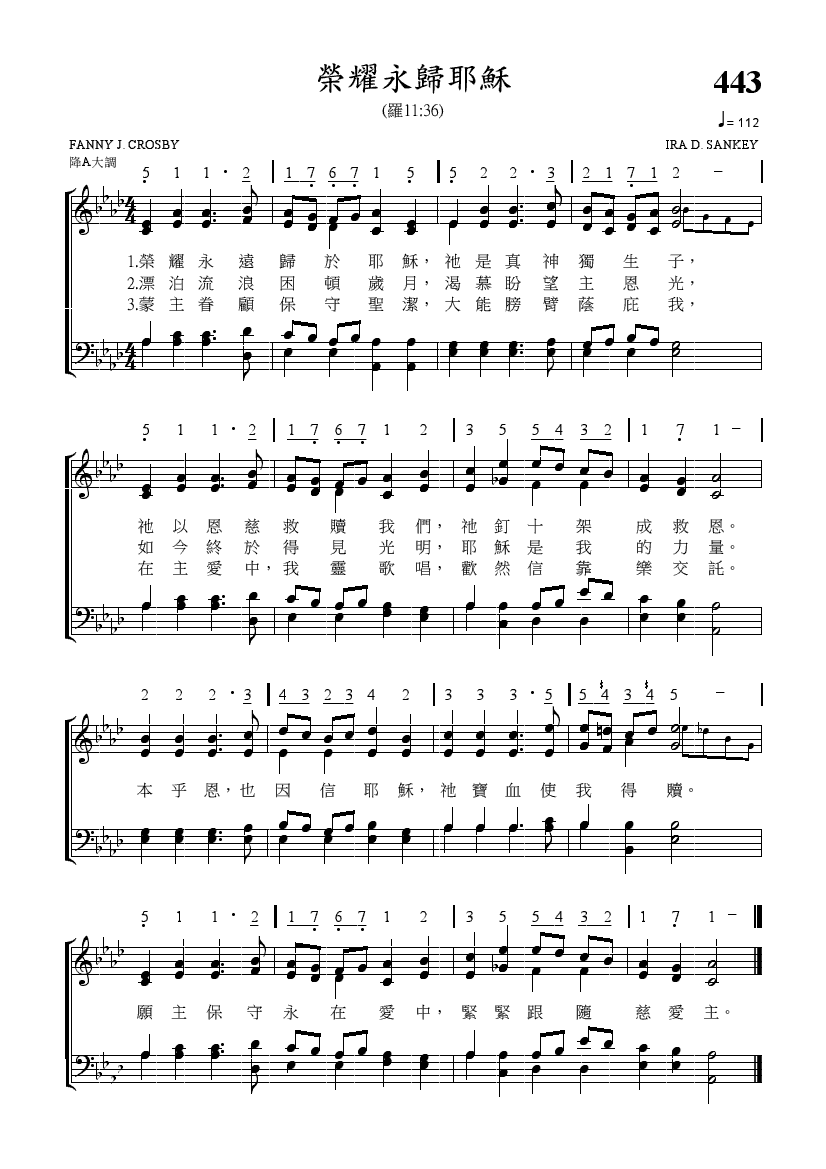 榮耀永歸耶穌
443
(羅11:36)
♩= 112
FANNY J. CROSBY
IRA D. SANKEY
降A大調
5 1 1 · 2 | 1 7 6 7 1 5 | 5 2 2 · 3 | 2 1 7 1 2 – |
1.榮耀永遠歸於耶穌，祂是真神獨生子，
2.漂泊流浪困頓歲月，渴慕盼望主恩光，
3.蒙主眷顧保守聖潔，大能膀臂蔭庇我，
5 1 1 · 2 | 1 7 6 7 1 2 | 3 5 5 4 3 2 | 1 7 1 – |
祂以恩慈救贖我們，祂釘十架成救恩。
如今終於得見光明，耶穌是我的力量。
在主愛中，我靈歌唱，歡然信靠樂交託。
2 2 2 · 3 | 4 3 2 3 4 2 | 3 3 3 · 5 | 5 4 3 4 5 – |
本乎恩，也因信耶穌，祂寶血使我得贖。
5 1 1 · 2 | 1 7 6 7 1 2 | 3 5 5 4 3 2 | 1 7 1 –
願主保守永在愛中，緊緊跟隨慈愛主。